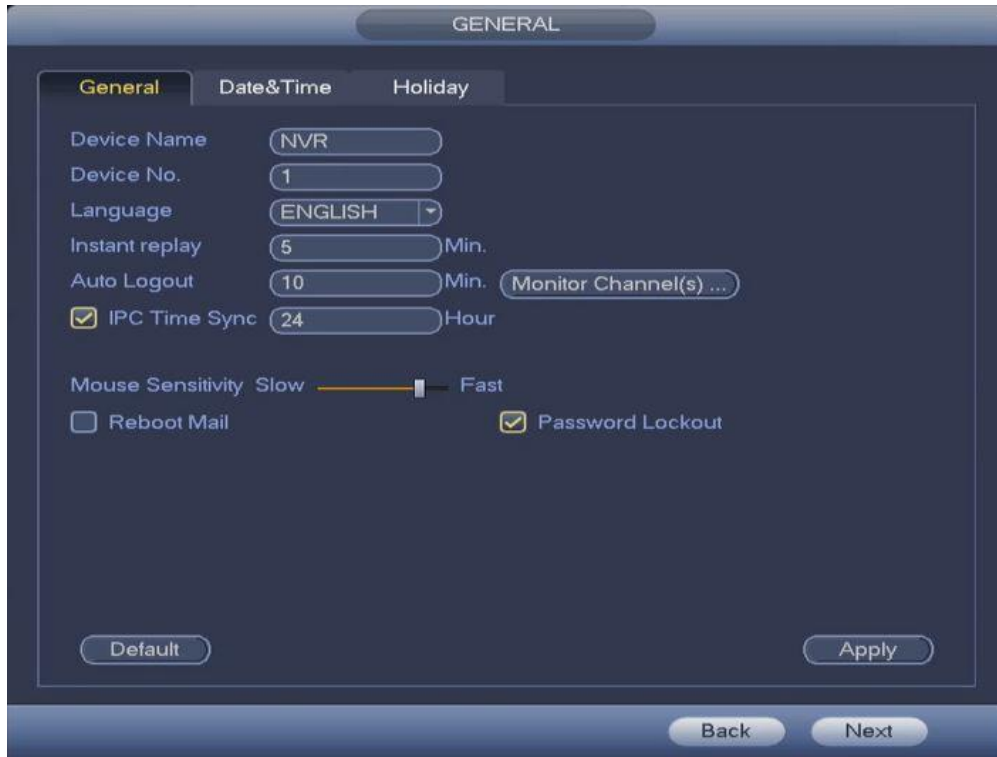 GENERAL
General Date&Time Holiday
Device Name NVR
Device No. 1
Language ENGLISH
Instant replay 5 Min.
Auto Logout 10 Min. Monitor Channel(s) ...
IPC Time Sync 24 Hour
Mouse Sensitivity Slow Fast
Reboot Mail Password Lockout
Default Apply
Back Next